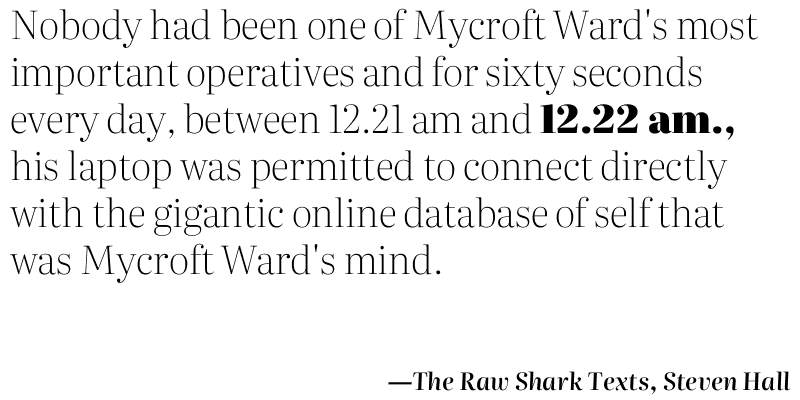 Nobody had been one of Mycroft Ward's most
important operatives and for sixty seconds
every day, between 12.21 am and 12.22 am.,
his laptop was permitted to connect directly
with the gigantic online database of self that
was Mycroft Ward's mind.
—The Raw Shark Texts, Steven Hall